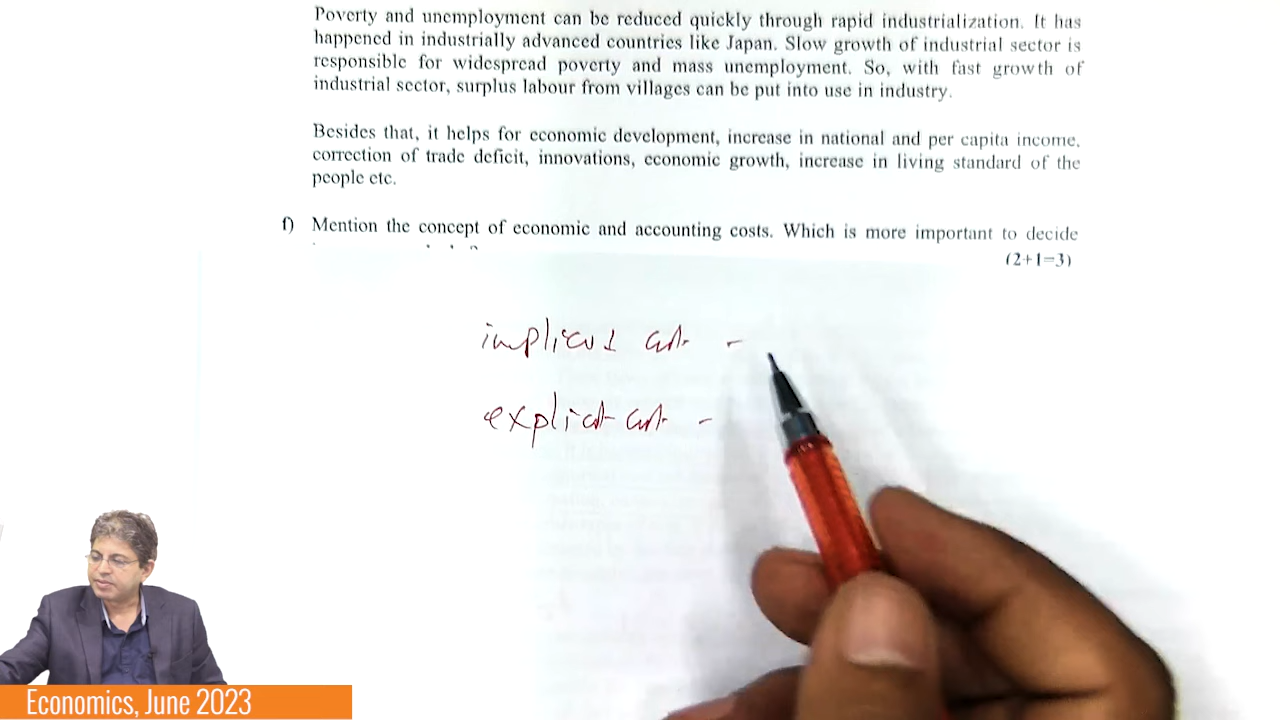 Poverty and unemployment can be reduced quickly through rapid industrialization. It has
happened in industrially advanced countries like Japan. Slow growth of industrial sector is
responsible for widespread poverty and mass unemployment. So, with fast growth of
industrial sector, surplus labour from villages can be put into use in industry.
Besides that, it helps for economic development, increase in national and per capita income,
correction of trade deficit, innovations, economic growth, increase in living standard of the
people etc.
f) Mention the concept of economic and accounting costs. Which is more important to decide
(2+1=3)
implicit cost -
explicit cost -
Economics, June 2023